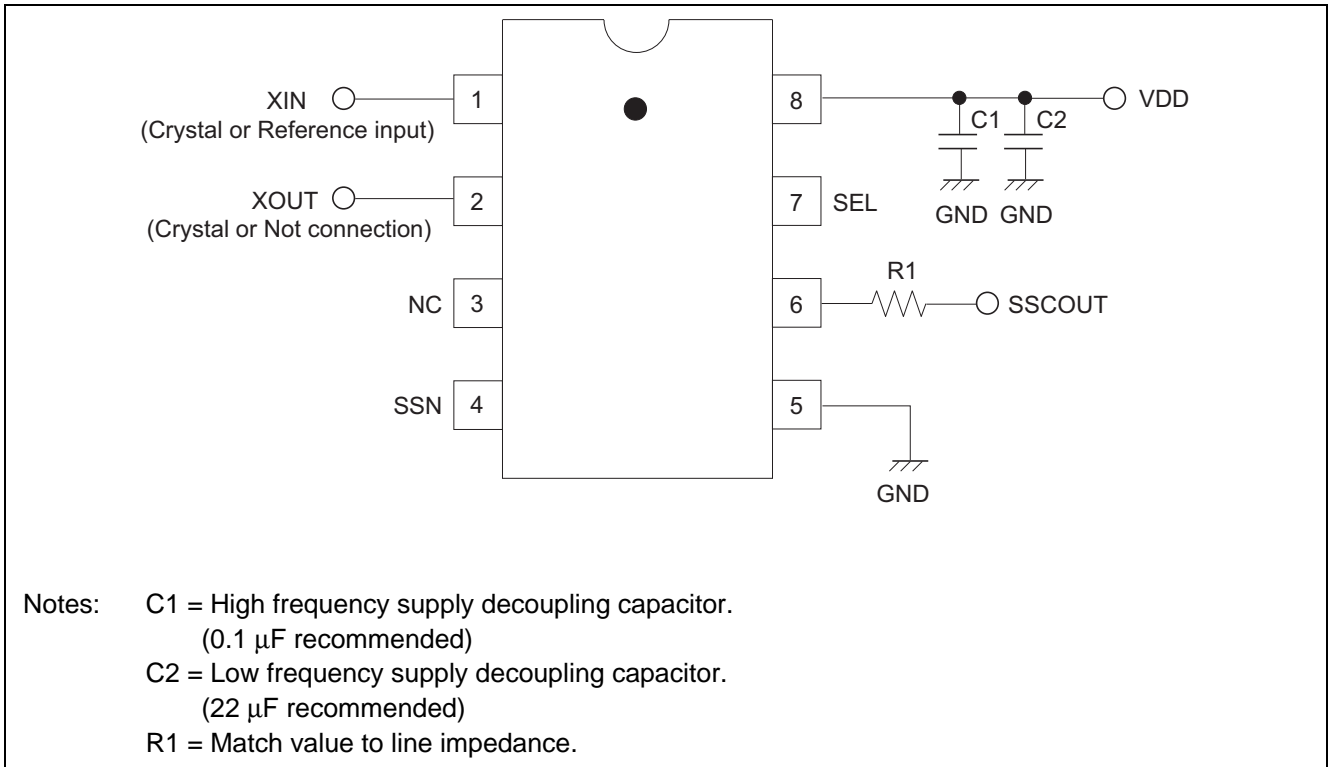 XIN
(Crystal or Reference input)
1
8
VDD
C1
C2
XOUT
(Crystal or Not connection)
2
7
SEL
GND GND
NC
3
6
R1
SSCOUT
SSN
4
5
GND
Notes: C1 = High frequency supply decoupling capacitor.
(0.1 μF recommended)
C2 = Low frequency supply decoupling capacitor.
(22 μF recommended)
R1 = Match value to line impedance.